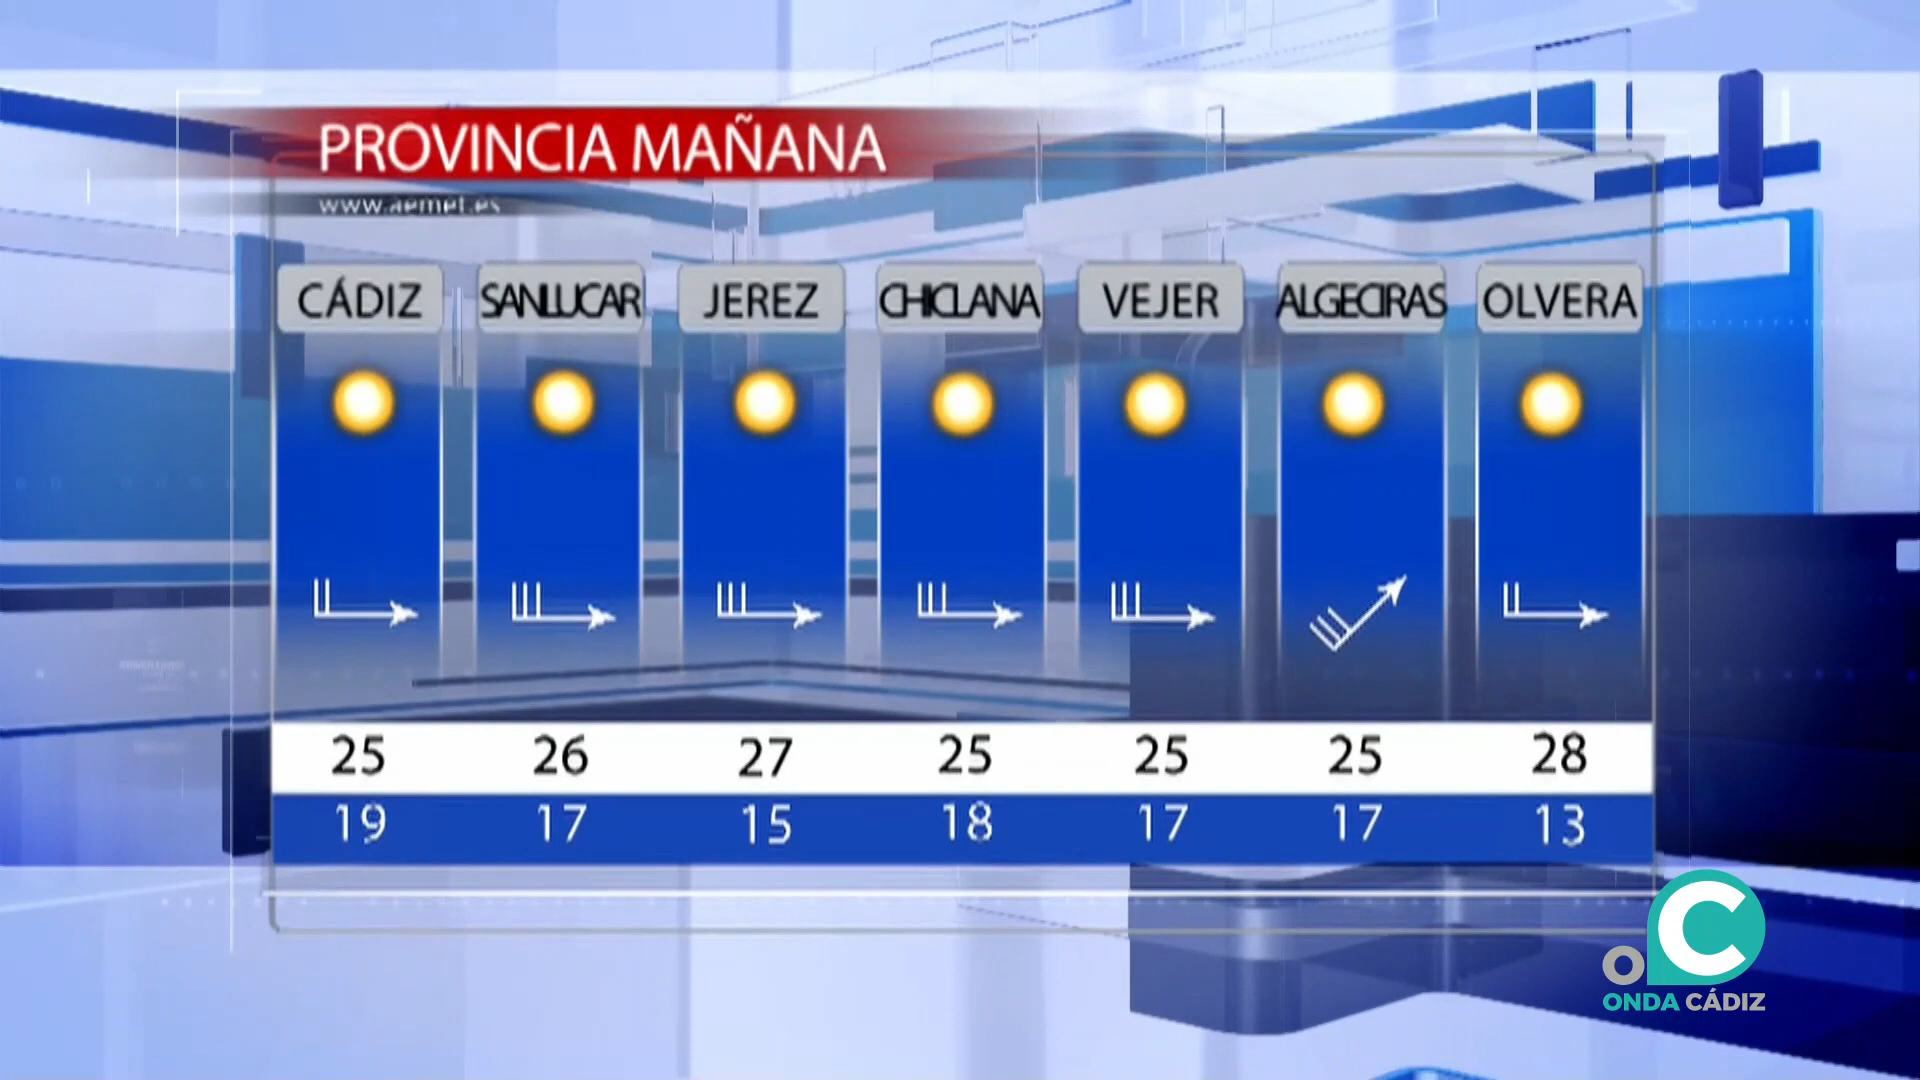 PROVINCIA MAÑANA
www.aemet.es
CÁDIZ SANLUCAR JEREZ CHICLANA VEJER ALGECIRAS OLVERA
25 26 27 25 25 25 28
19 17 15 18 17 17 13
OC
ONDA CÁDIZ